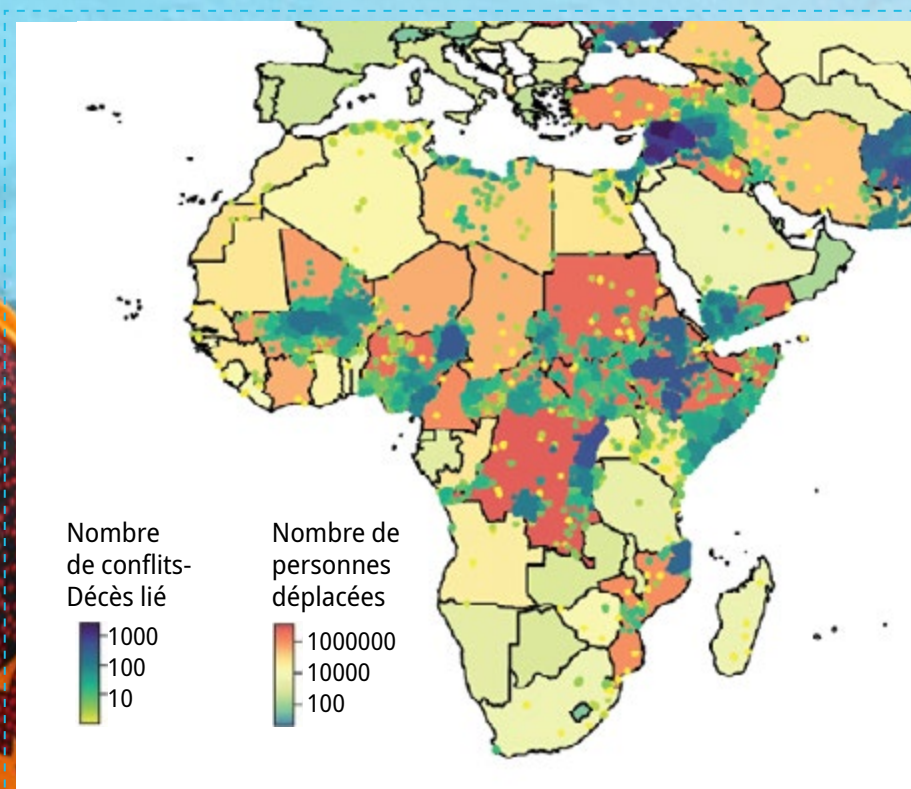 Nombre
de conflits-
Décès lié
1000
100
10
Nombre de
personnes
déplacées
1000000
10000
100